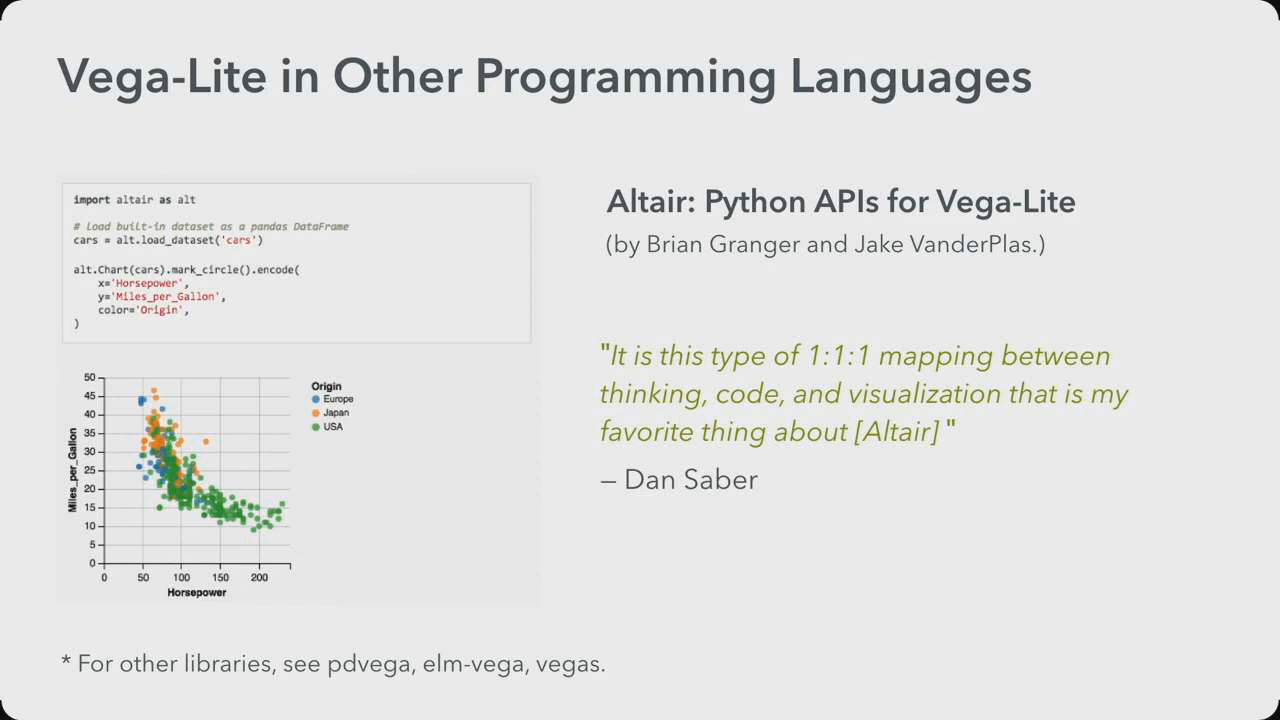 Vega-Lite in Other Programming Languages
import altair as alt
# load built-in dataset as a pandas DataFrame
cars = alt.load_dataset('cars')
alt.Chart(cars).mark_circle().encode(
    x='Horsepower',
    y='Miles_per_Gallon',
    color='Origin',
)
50
45
40
35
30
25
20
15
10
5
0
Miles_per_Gallon
0 50 100 150 200
Horsepower
Origin
Europe
Japan
USA
Altair: Python APIs for Vega-Lite
(by Brian Granger and Jake VanderPlas.)
"It is this type of 1:1:1 mapping between
thinking, code, and visualization that is my
favorite thing about [Altair] "
– Dan Saber
* For other libraries, see pdvega, elm-vega, vegas.